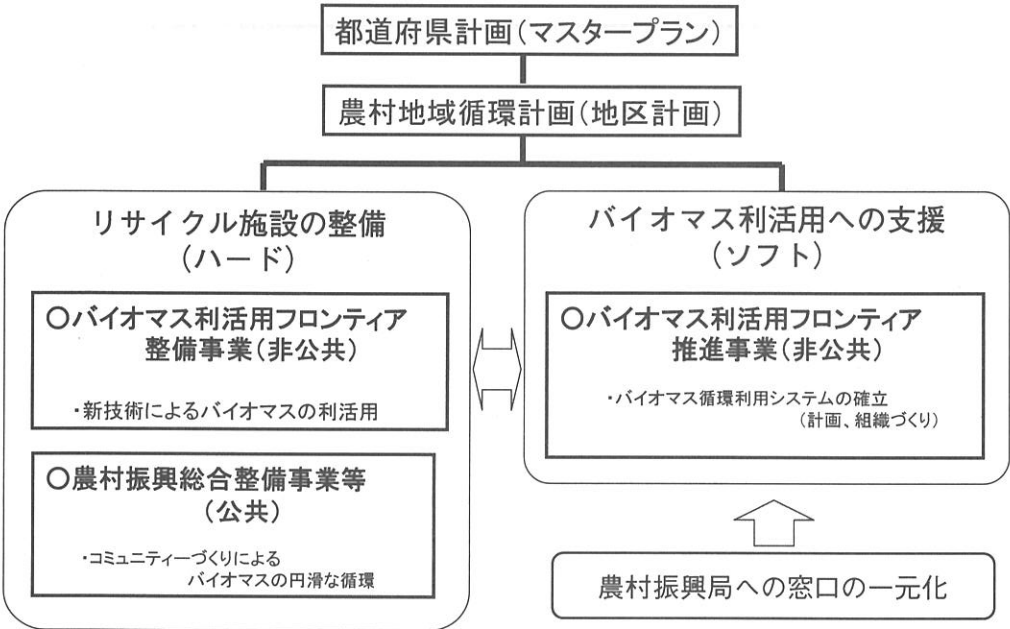 都道府県計画(マスタープラン)
農村地域循環計画(地区計画)
リサイクル施設の整備
(ハード)
○バイオマス利活用フロンティア
整備事業(非公共)
・新技術によるバイオマスの利活用
○農村振興総合整備事業等
(公共)
・コミュニティーづくりによる
バイオマスの円滑な循環
バイオマス利活用への支援
(ソフト)
○バイオマス利活用フロンティア
推進事業(非公共)
・バイオマス循環利用システムの確立
(計画、組織づくり)
農村振興局への窓口の一元化